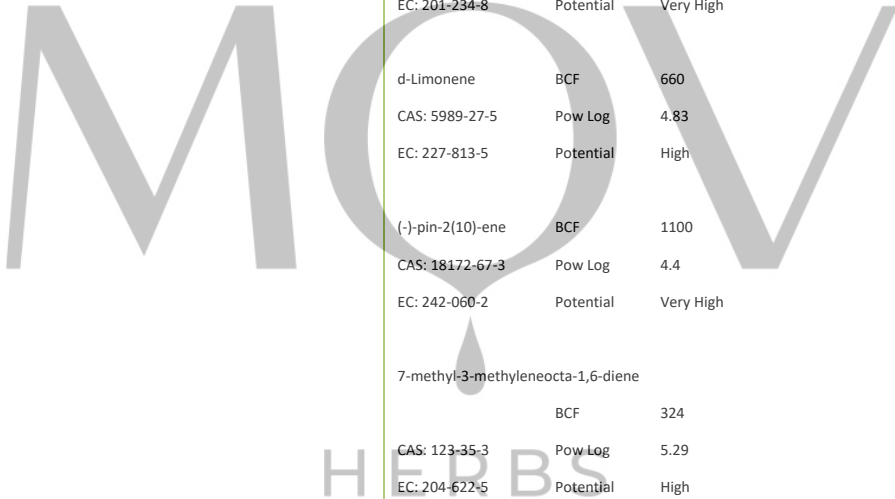 EC: 201-234-8 Potential Very High
d-Limonene BCF 660
CAS: 5989-27-5 Pow Log 4.83
EC: 227-813-5 Potential High
(-)-pin-2(10)-ene BCF 1100
CAS: 18172-67-3 Pow Log 4.4
EC: 242-060-2 Potential Very High
7-methyl-3-methyleneocta-1,6-diene
BCF 324
CAS: 123-35-3 Pow Log 5.29
EC: 204-622-5 Potential High
MOV
HERBS